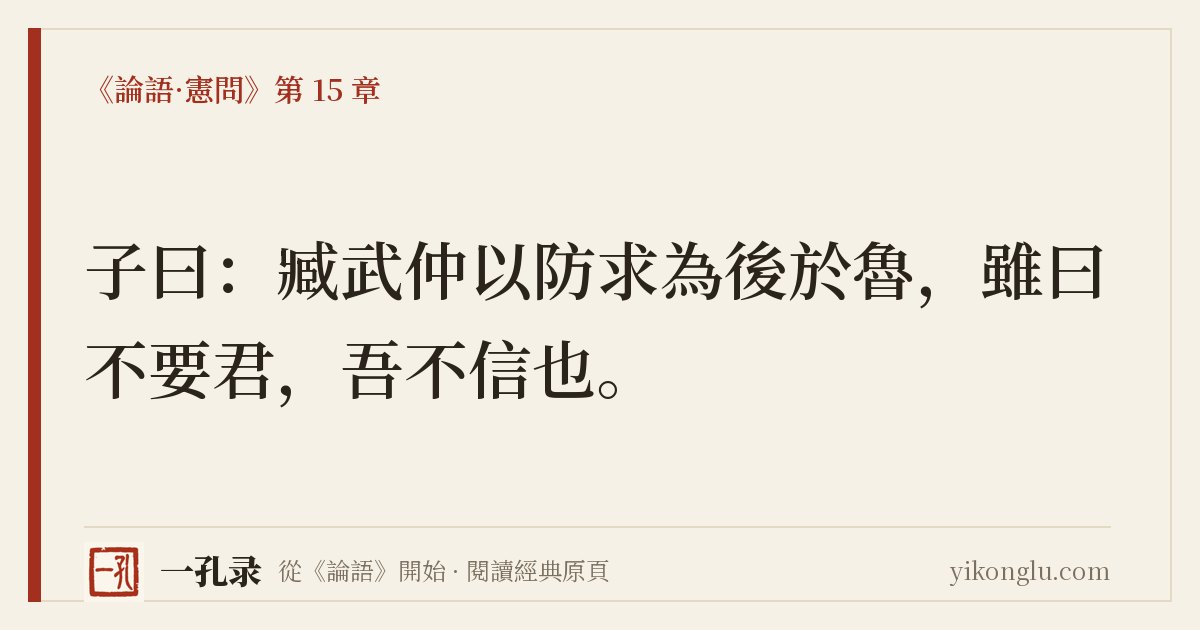 《論語·憲問》第 15 章
子曰：臧武仲以防求為後於魯，雖曰
不要君，吾不信也。
一孔
一孔录 從《論語》開始 · 閱讀經典原頁
yikonglu.com